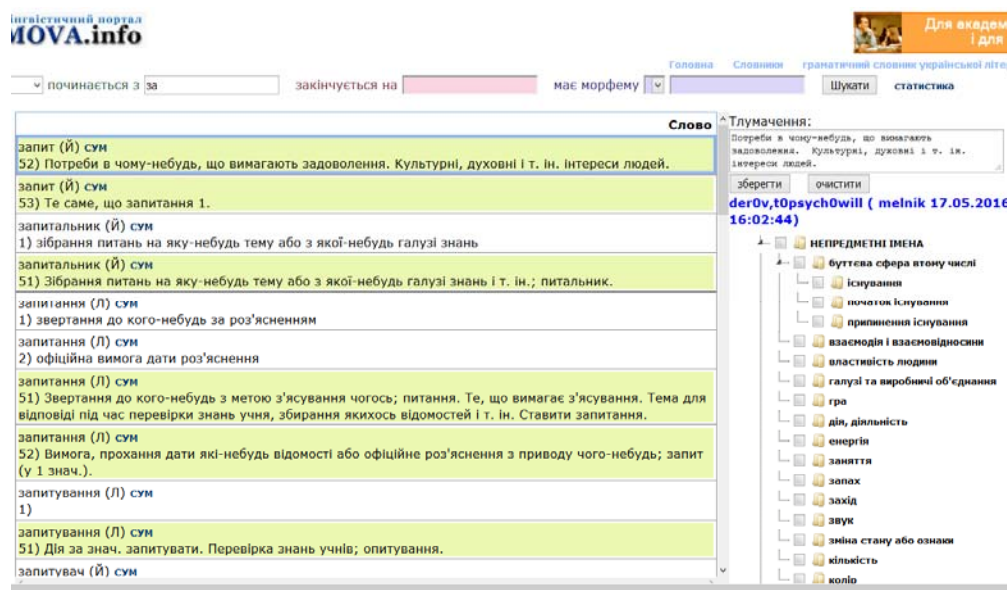 лінгвістичний портал
MOVA.info
Для академ
і для
Головна Словники граматичний словник української літе
починається з за закінчується на має морфему Шукати статистика
Слово
запит (Й) СУМ
52) Потреби в чому-небудь, що вимагають задоволення. Культурні, духовні і т. ін. інтереси людей.
запит (Й) СУМ
53) Те саме, що запитання 1.
запитальник (Й) СУМ
1) зібрання питань на яку-небудь тему або з якої-небудь галузі знань
запитальник (Й) СУМ
51) Зібрання питань на яку-небудь тему або з якої-небудь галузі знань і т. ін.; питальник.
запитання (Л) СУМ
1) звертання до кого-небудь за роз'ясненням
запитання (Л) СУМ
2) офіційна вимога дати роз'яснення
запитання (Л) СУМ
51) Звертання до кого-небудь з метою з'ясування чогось; питання. Те, що вимагає з'ясування. Тема для
відповіді під час перевірки знань учня, збирання якихось відомостей і т. ін. Ставити запитання.
запитання (Л) СУМ
52) Вимога, прохання дати які-небудь відомості або офіційне роз'яснення з приводу чого-небудь; запит
(у 1 знач.).
запитування (Л) СУМ
1)
запитування (Л) СУМ
51) Дія за знач. запитувати. Перевірка знань учнів; опитування.
запитувач (Й) СУМ
Тлумачення:
Потреби в чому-небудь, що вимагають
задоволення. Культурні, духовні і т. ін.
інтереси людей.
зберегти очистити
der0v,t0psych0will ( melnik 17.05.2016
16:02:44)
НЕПРЕДМЕТНІ ІМЕНА
буттєва сфера втому числі
існування
початок існування
припинення існування
взаємодія і взаємовідносини
властивість людини
галузі та виробничі об'єднання
гра
дія, діяльність
енергія
заняття
запах
захід
звук
зміна стану або ознаки
кількість
колір